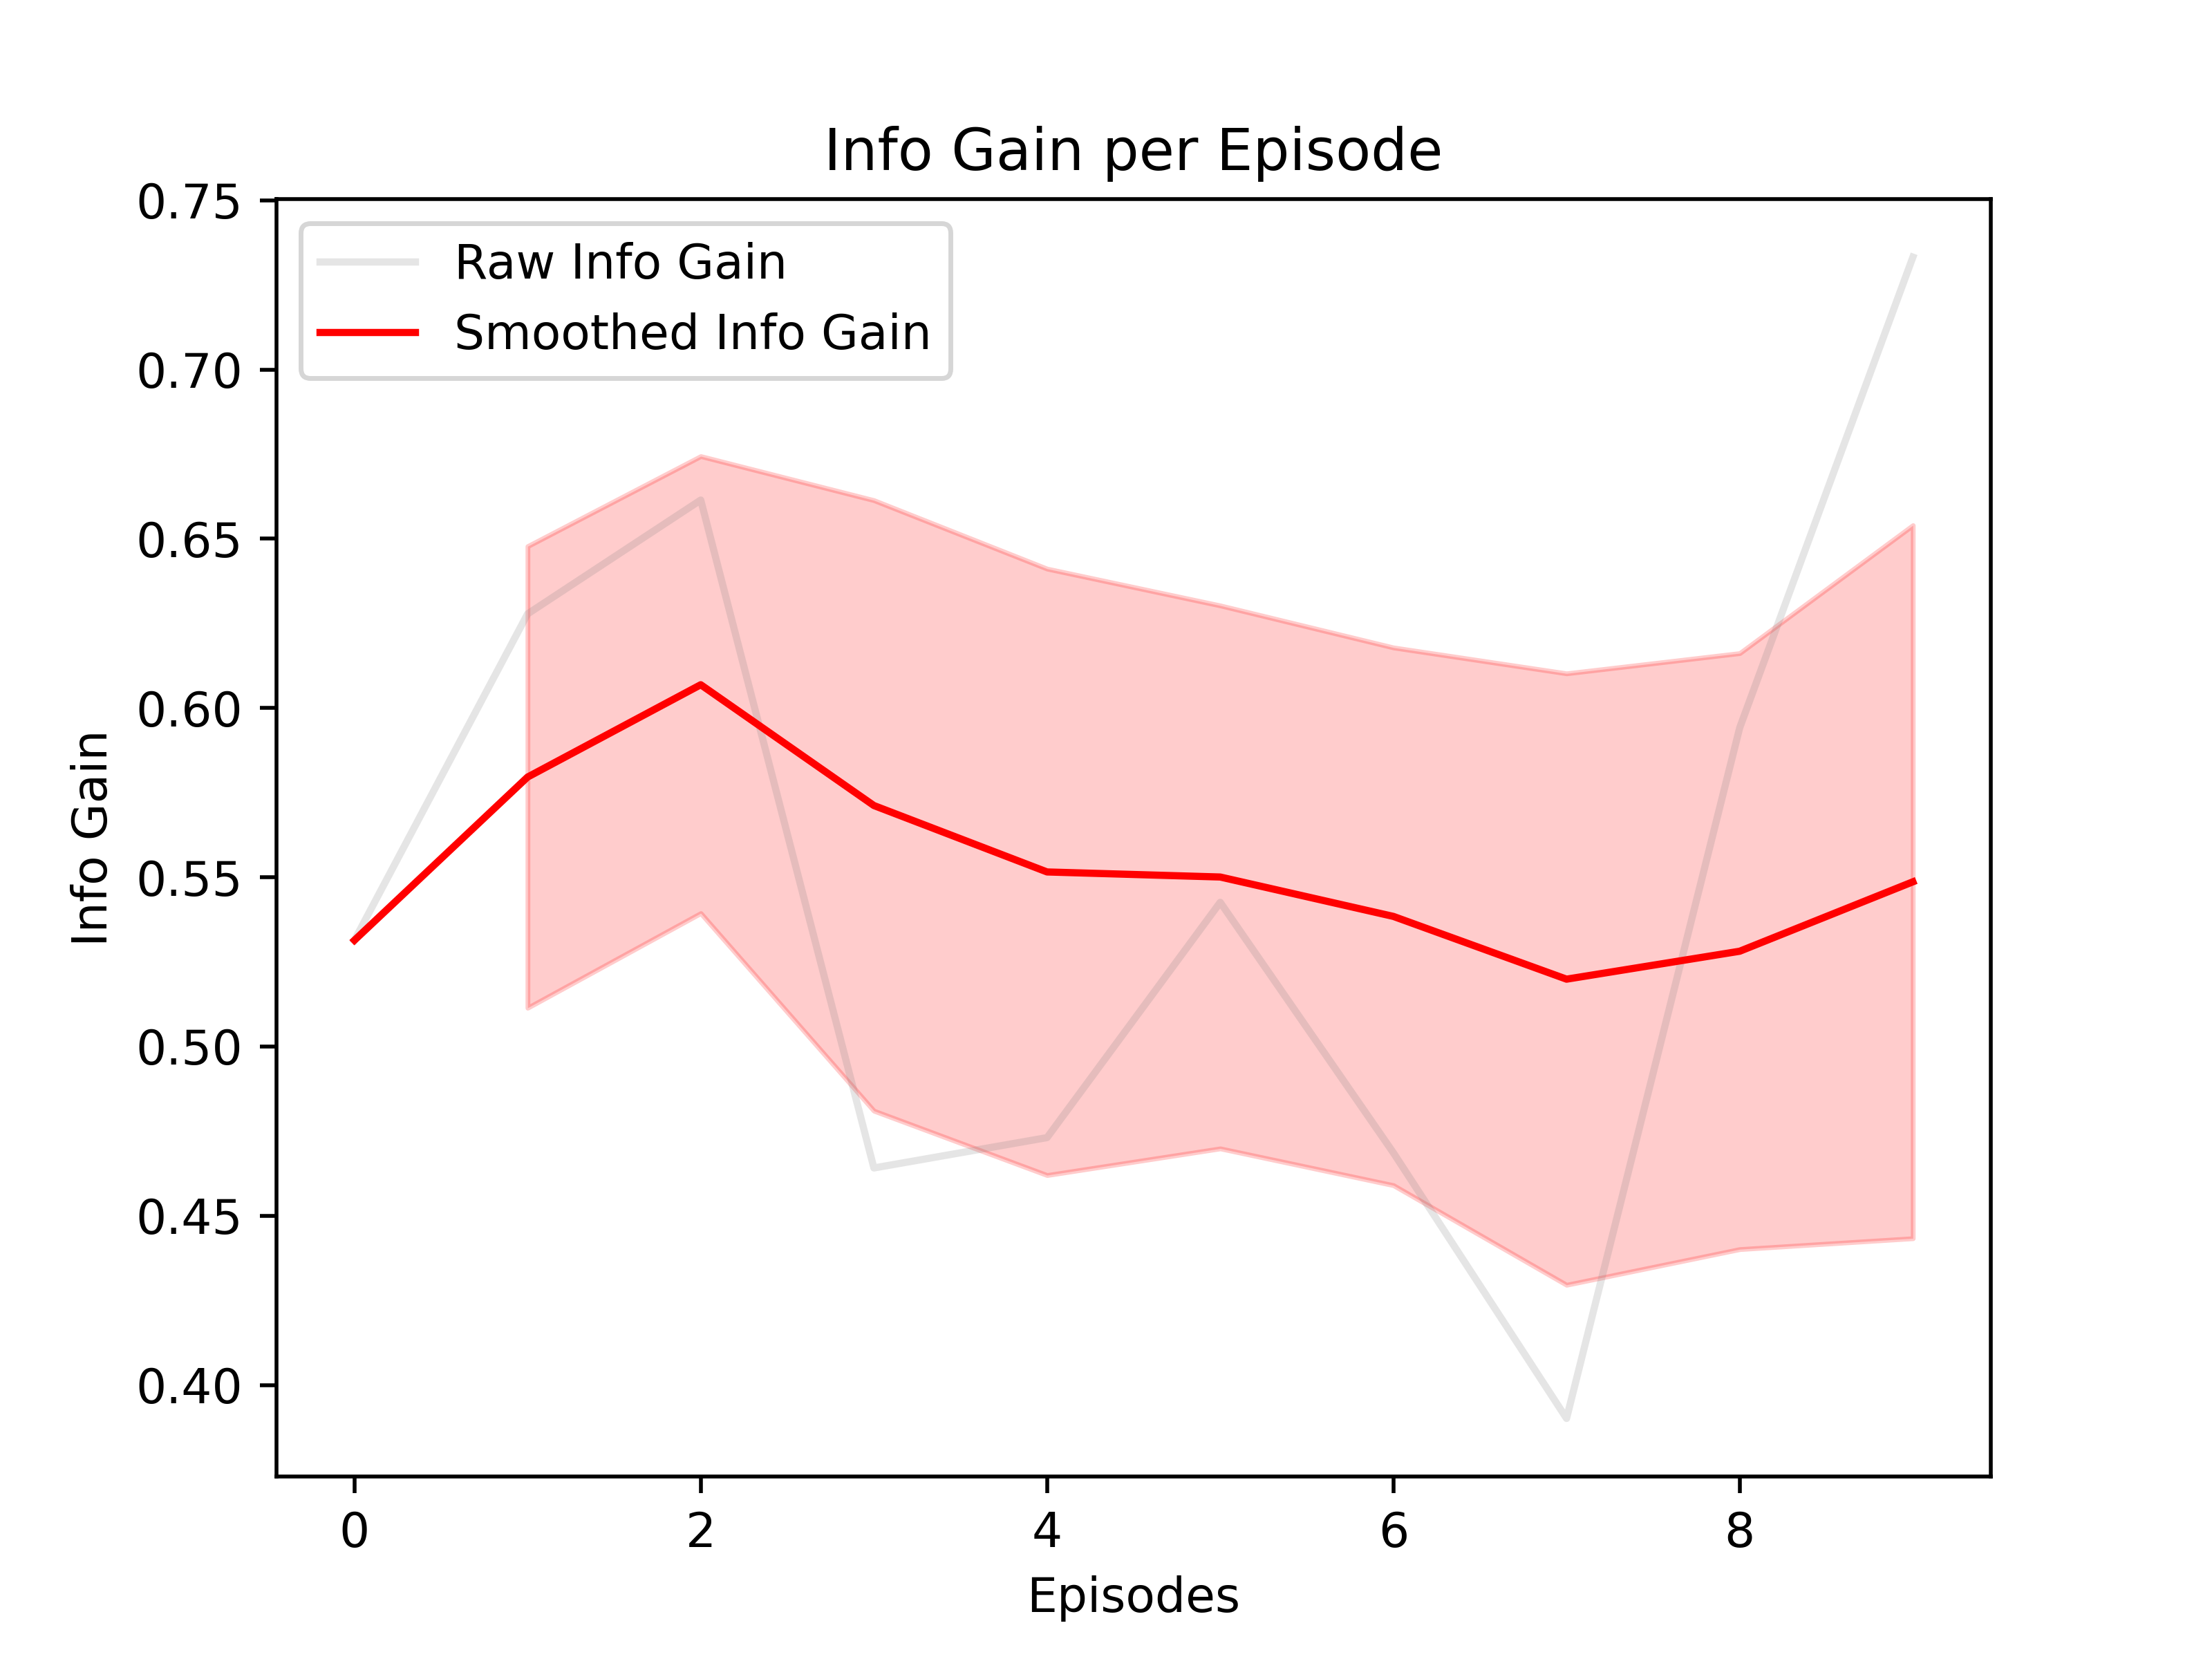 Info Gain per Episode
Raw Info Gain
Smoothed Info Gain
Info Gain
0.75
0.70
0.65
0.60
0.55
0.50
0.45
0.40
0 2 4 6 8
Episodes